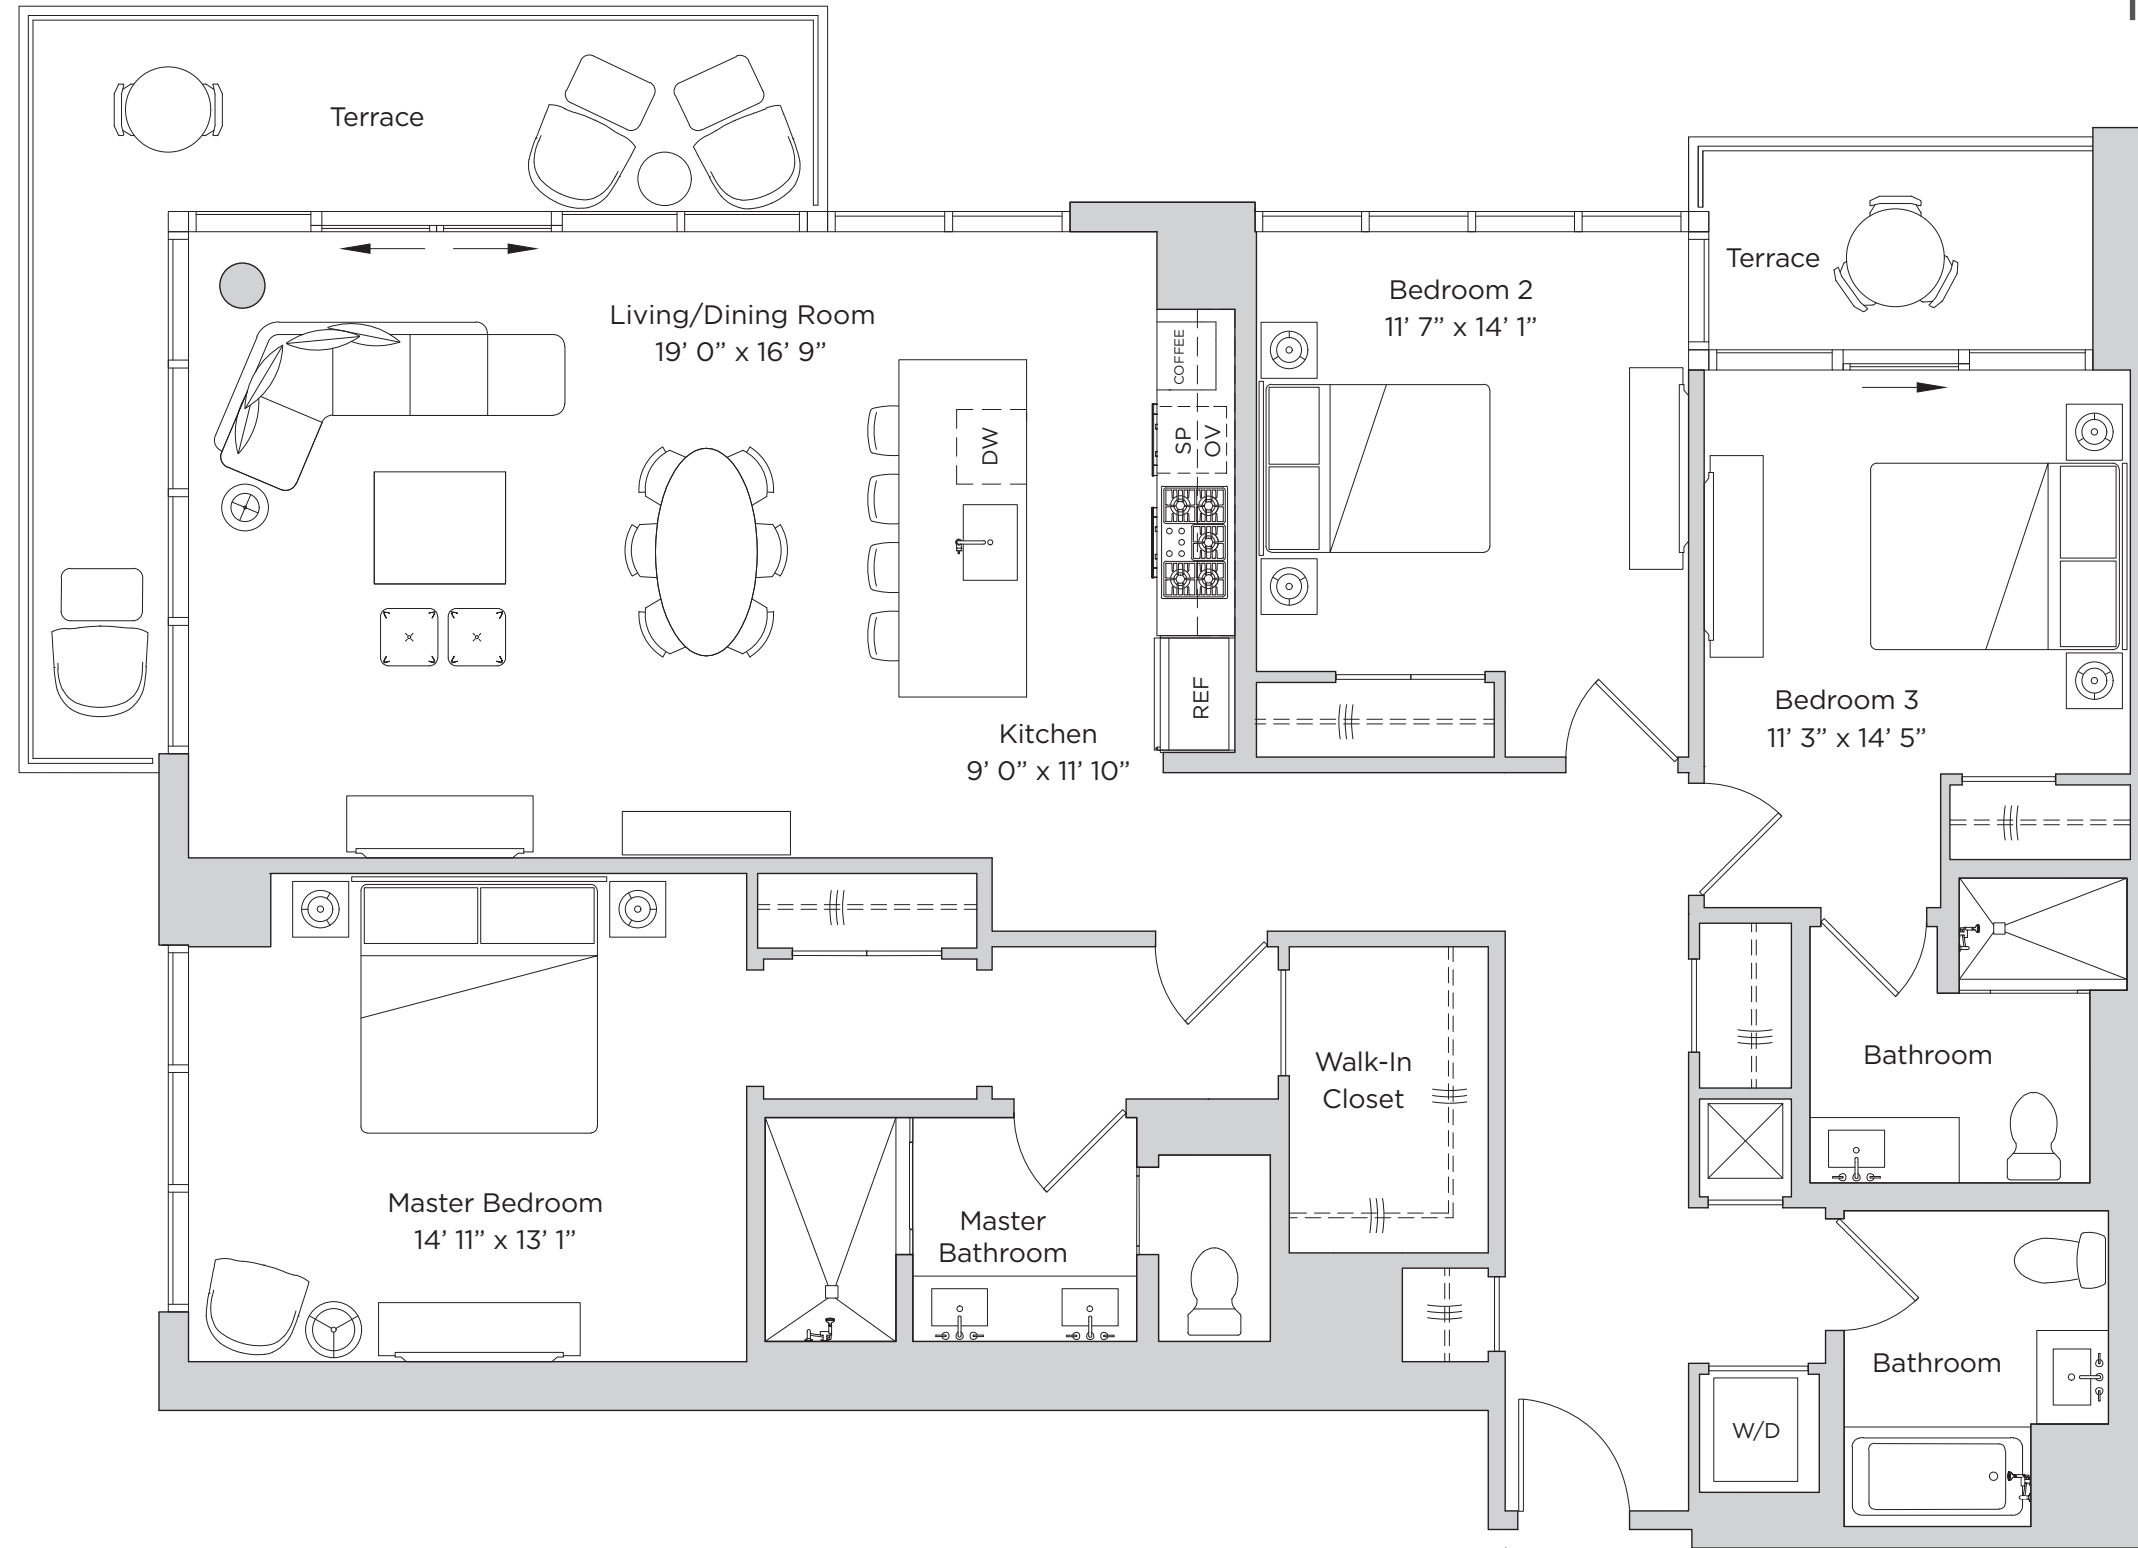 Terrace
Terrace
Living/Dining Room
19’ 0” x 16’ 9”
Bedroom 2
11’ 7” x 14’ 1”
COFFEE
SP
OV
DW
REF
Kitchen
9’ 0” x 11’ 10”
Bedroom 3
11’ 3” x 14’ 5”
Walk-In
Closet
Bathroom
Master Bedroom
14’ 11” x 13’ 1”
Master
Bathroom
Bathroom
W/D